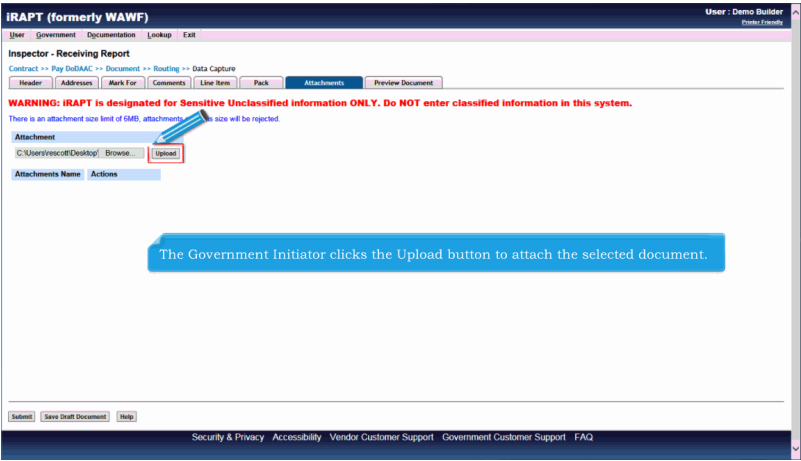 iRAPT (formerly WAWF)
User : Demo Builder
Printer Friendly
User Government Documentation Lookup Exit
Inspector - Receiving Report
Contract >> Pay DoDAAC >> Document >> Routing >> Data Capture
Header Addresses Mark For Comments Line Item Pack Attachments Preview Document
WARNING: iRAPT is designated for Sensitive Unclassified information ONLY. Do NOT enter classified information in this system.
There is an attachment size limit of 6MB, attachments size will be rejected.
Attachment
C:\Users\rescott\Desktop\ Browse... Upload
Attachments Name Actions
The Government Initiator clicks the Upload button to attach the selected document.
Submit Save Draft Document Help
Security & Privacy Accessibility Vendor Customer Support Government Customer Support FAQ